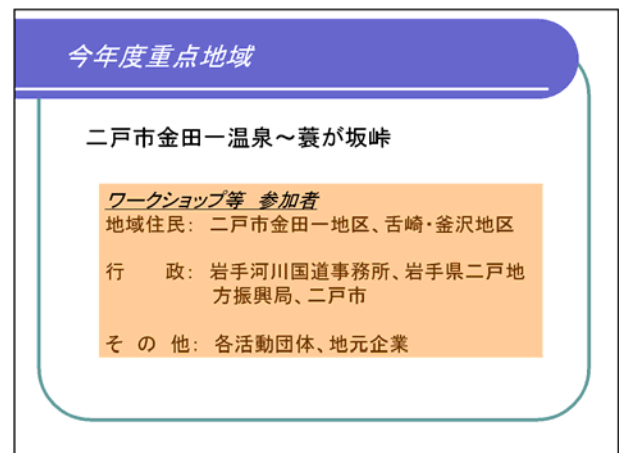 今年度重点地域
二戸市金田一温泉～蓑が坂峠
ワークショップ等　参加者
地域住民： 二戸市金田一地区、舌崎・釜沢地区
行　　政： 岩手河川国道事務所、岩手県二戸地
方振興局、二戸市
そ の 他： 各活動団体、地元企業